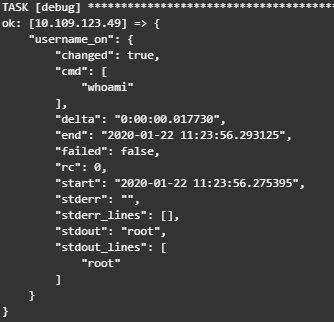 TASK [debug] ****************************************
ok: [10.109.123.49] => {
    "username_on": {
        "changed": true,
        "cmd": [
            "whoami"
        ],
        "delta": "0:00:00.017730",
        "end": "2020-01-22 11:23:56.293125",
        "failed": false,
        "rc": 0,
        "start": "2020-01-22 11:23:56.275395",
        "stderr": "",
        "stderr_lines": [],
        "stdout": "root",
        "stdout_lines": [
            "root"
        ]
    }
}